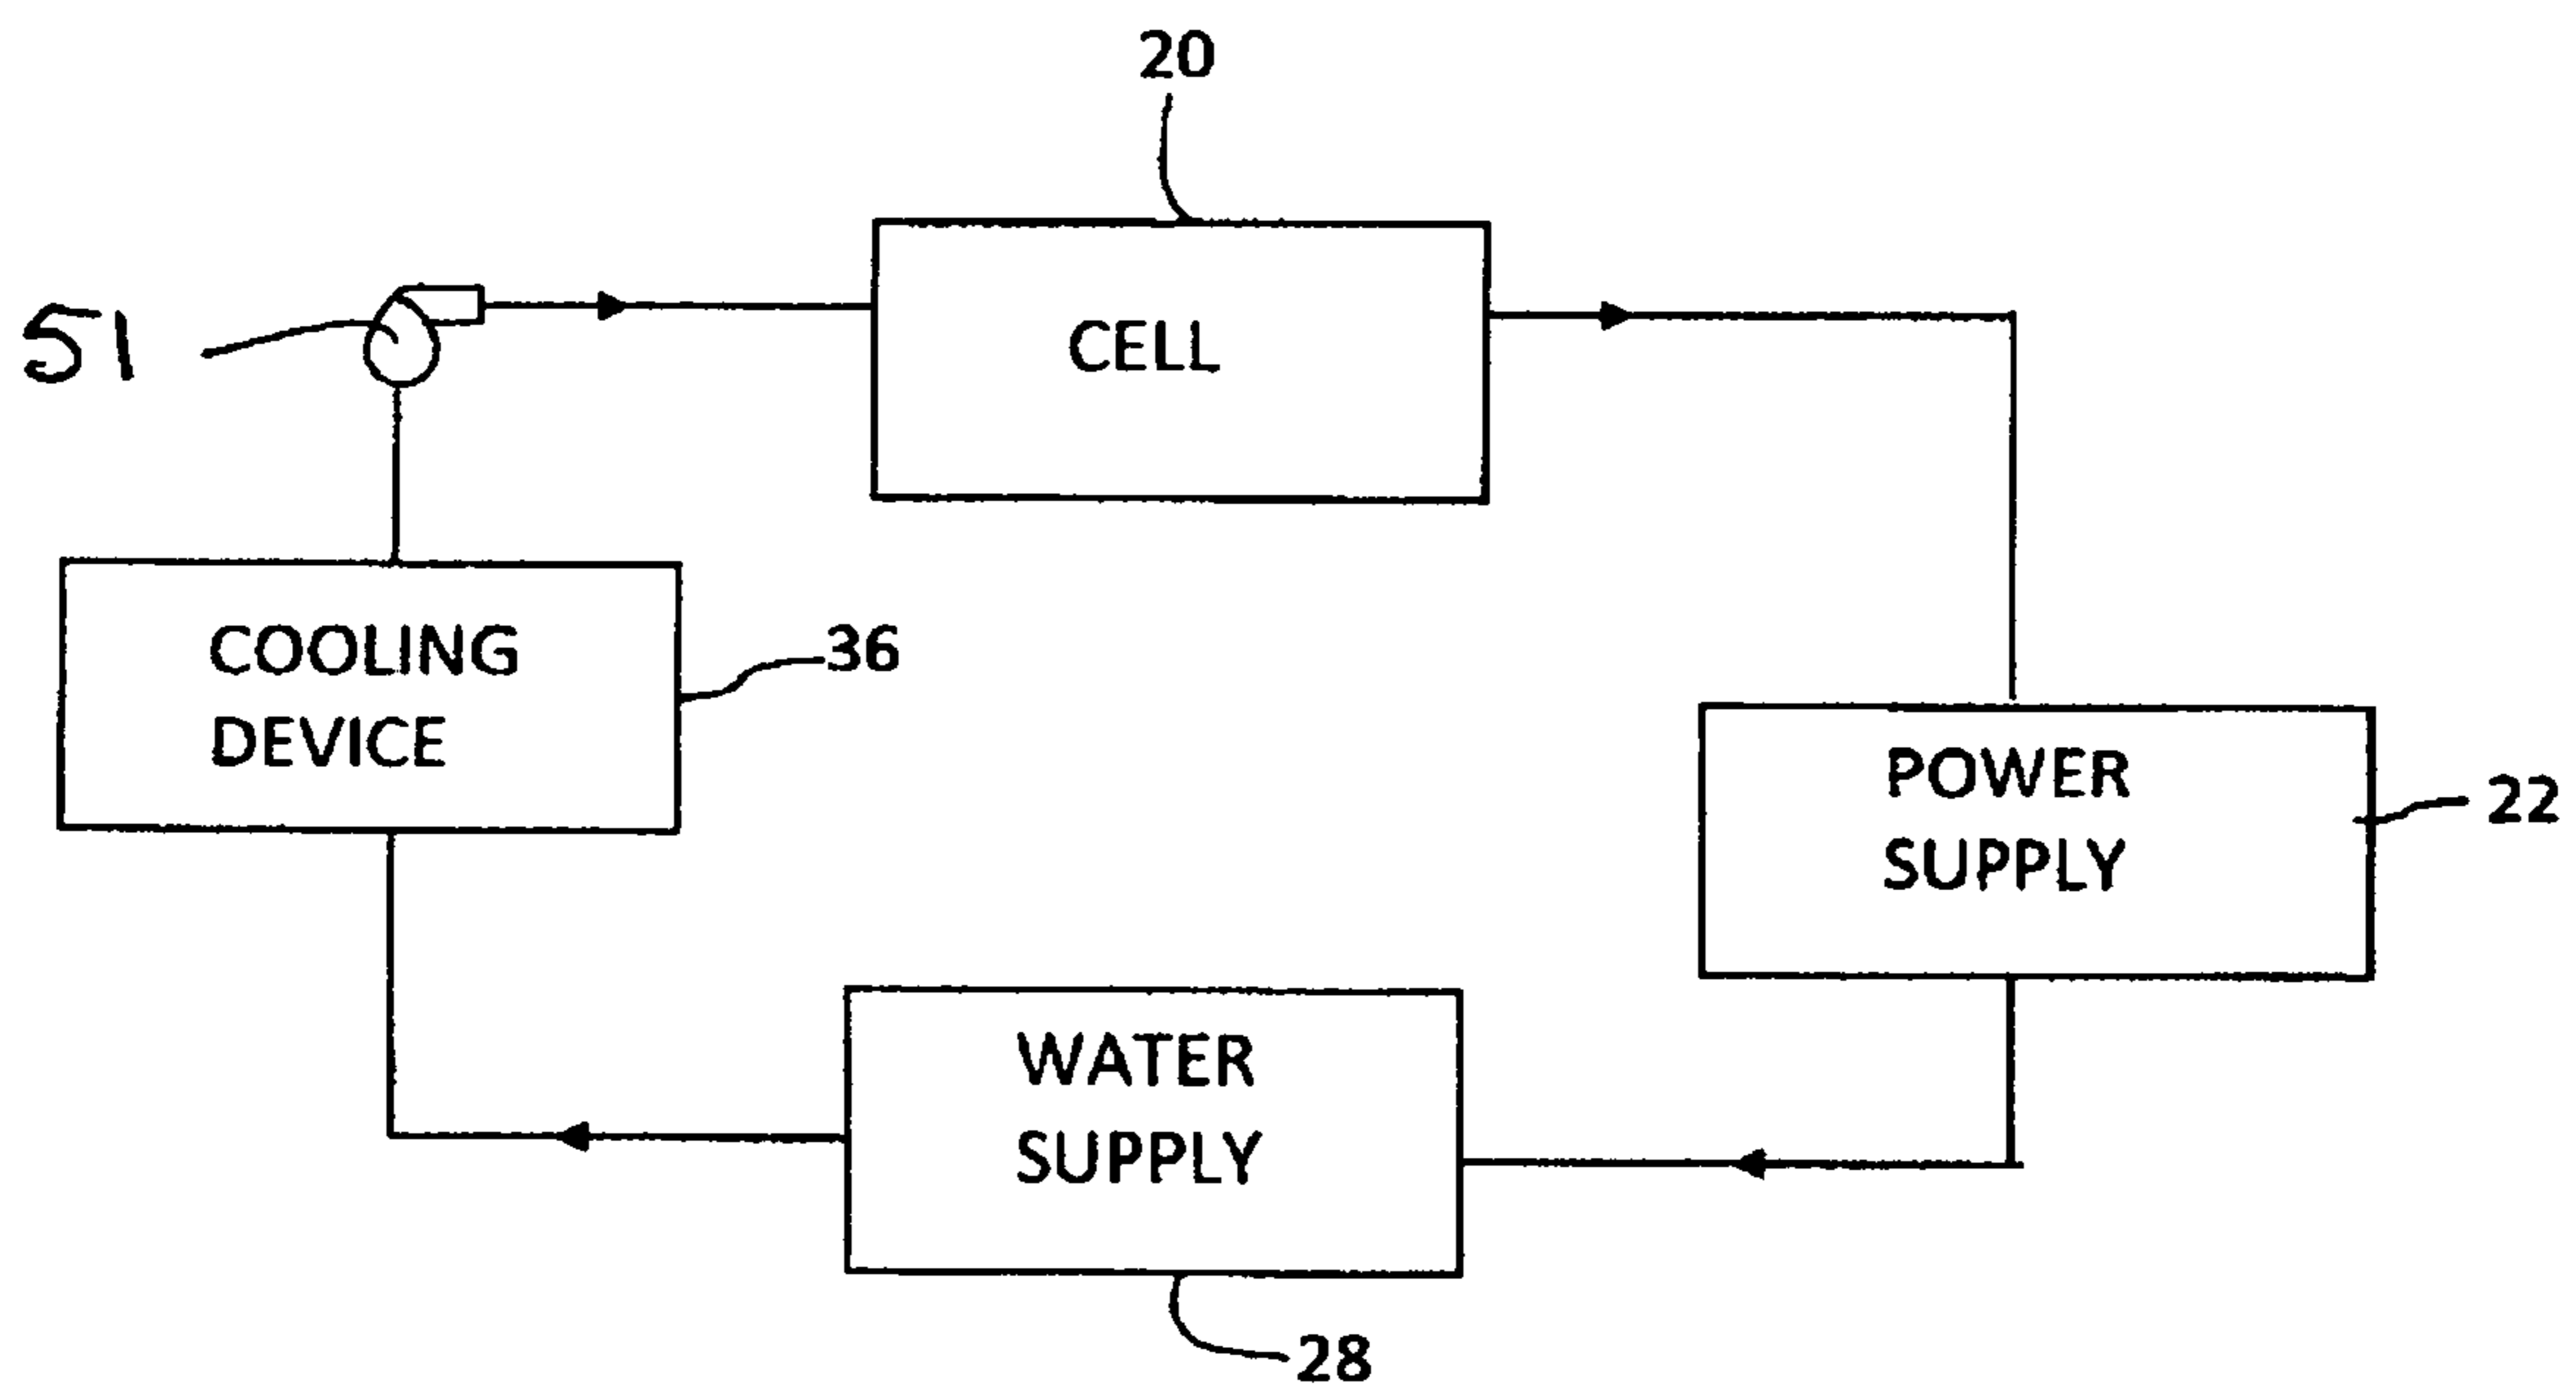 20
51
CELL
COOLING
DEVICE
36
POWER
SUPPLY
22
WATER
SUPPLY
28